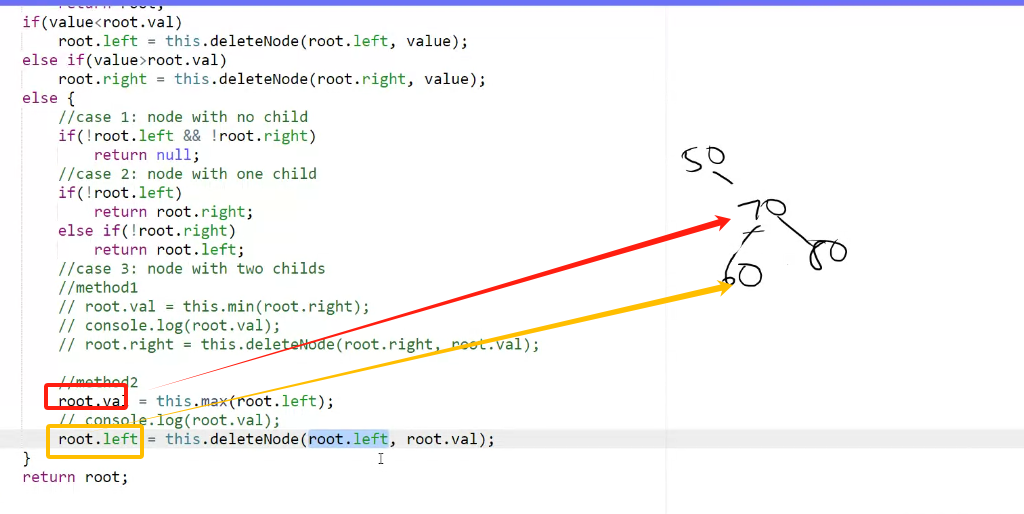 return root;
if(value<root.val)
root.left = this.deleteNode(root.left, value);
else if(value>root.val)
root.right = this.deleteNode(root.right, value);
else {
//case 1: node with no child
if(!root.left && !root.right)
return null;
//case 2: node with one child
if(!root.left)
return root.right;
else if(!root.right)
return root.left;
//case 3: node with two childs
//method1
// root.val = this.min(root.right);
// console.log(root.val);
// root.right = this.deleteNode(root.right, root.val);
//method2
root.val = this.max(root.left);
// console.log(root.val);
root.left = this.deleteNode(root.left, root.val);
}
return root;
50
70
80
60